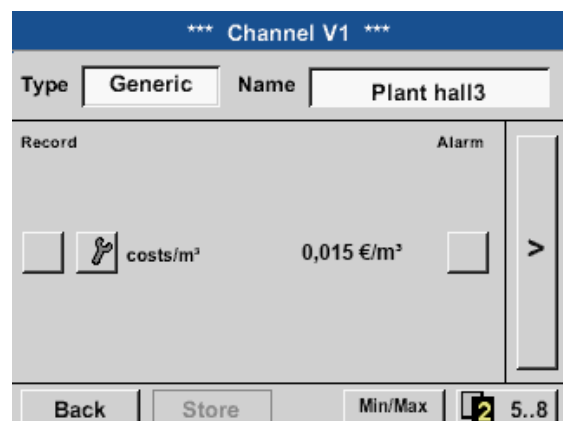 *** Channel V1 ***
Type Generic Name Plant hall3
Record Alarm
costs/m³ 0,015 €/m³ >
Back Store Min/Max 2 5..8